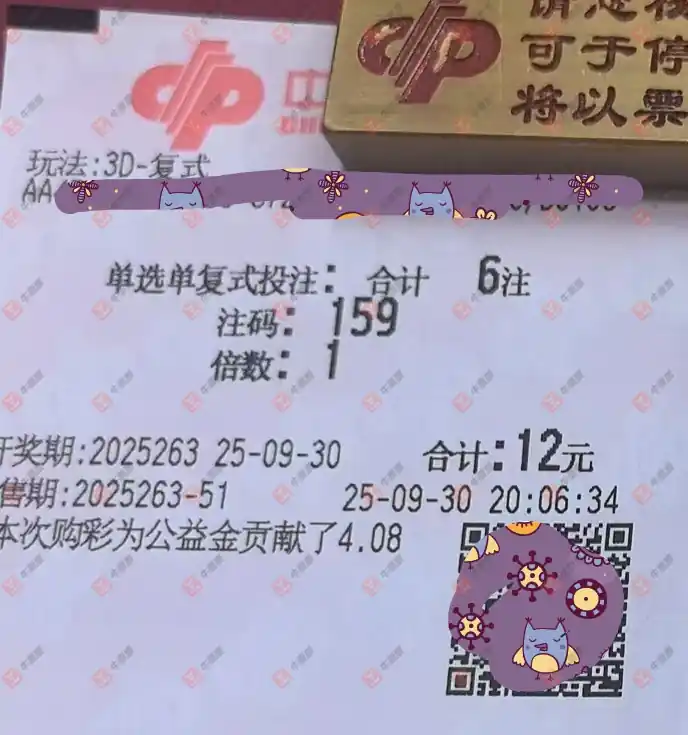 可于停
将以票
中
玩法:3D-复式
AA
单选单复式投注: 合计 6注
注码: 159
倍数: 1
开奖期:2025263 25-09-30 合计:12元
售期:2025263-51 25-09-30 20:06:34
本次购彩为公益金贡献了4.08